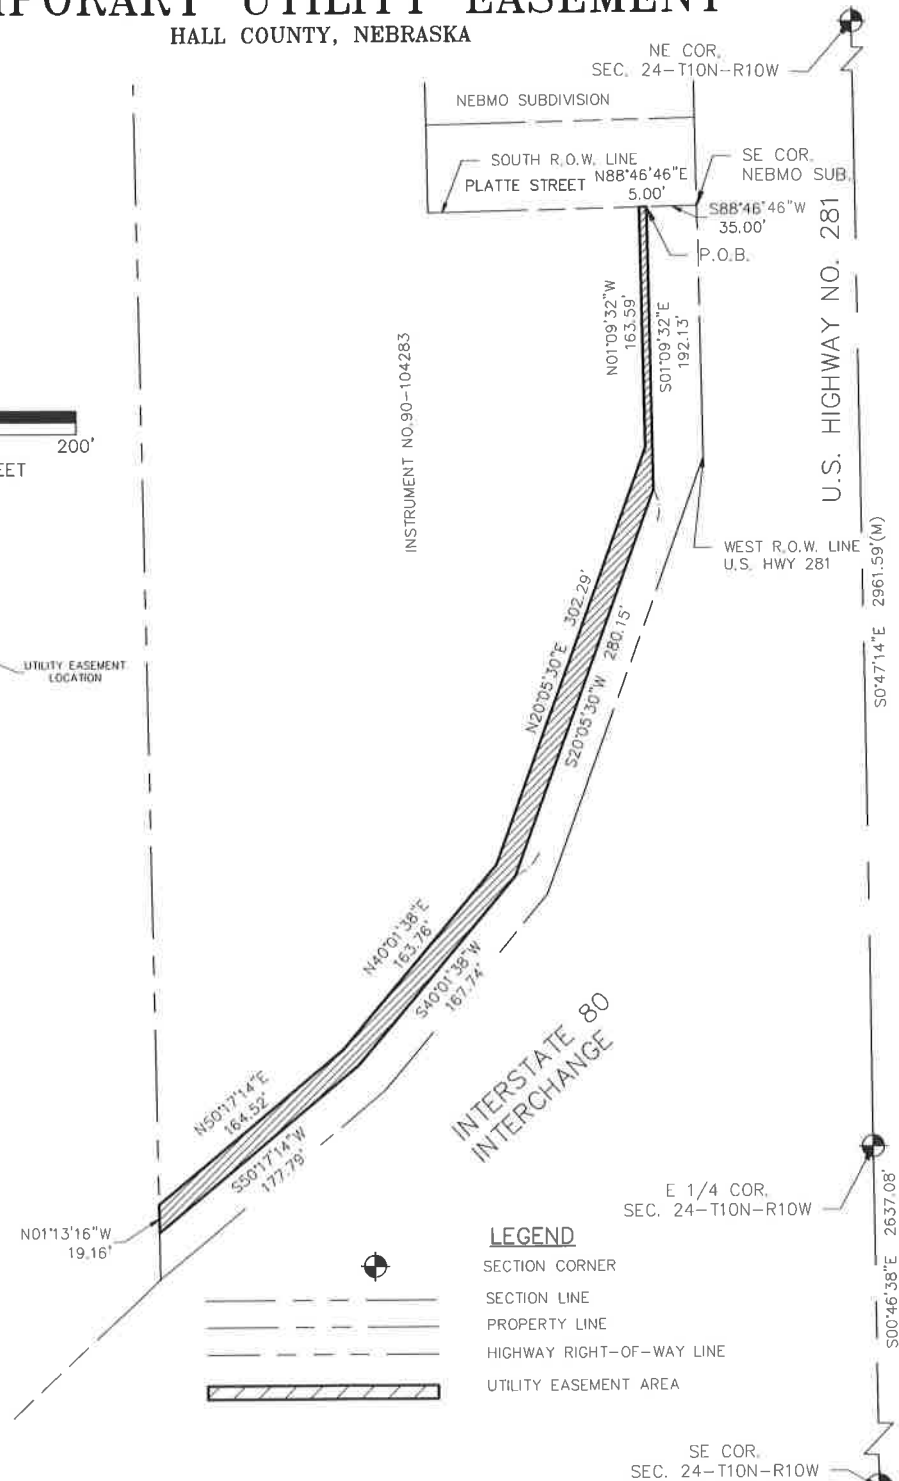 UTILITY EASEMENT
HALL COUNTY, NEBRASKA
NE COR.
SEC. 24-T10N-R10W
NEBMO SUBDIVISION
SOUTH R.O.W. LINE
PLATTE STREET
N88°46'46"E
5.00'
SE COR.
NEBMO SUB.
S88°46'46"W
35.00'
P.O.B.
U.S. HIGHWAY NO. 281
N01°09'32"W
163.59'
S01°09'32"E
192.13'
INSTRUMENT NO.90-104283
200'
WEST R.O.W. LINE
U.S. HWY 281
S0°47'14"E 2961.59'(M)
UTILITY EASEMENT
LOCATION
N20°05'30"E 302.29'
S20°05'30"W 280.15'
N40°01'38"E
163.76'
S40°01'38"W
167.74'
INTERSTATE 80
INTERCHANGE
N50°17'14"E
164.52'
S50°17'14"W
177.79'
N01°13'16"W
19.16'
E 1/4 COR.
SEC. 24-T10N-R10W
S00°46'38"E 2637.08'
LEGEND
SECTION CORNER
SECTION LINE
PROPERTY LINE
HIGHWAY RIGHT-OF-WAY LINE
UTILITY EASEMENT AREA
SE COR.
SEC. 24-T10N-R10W